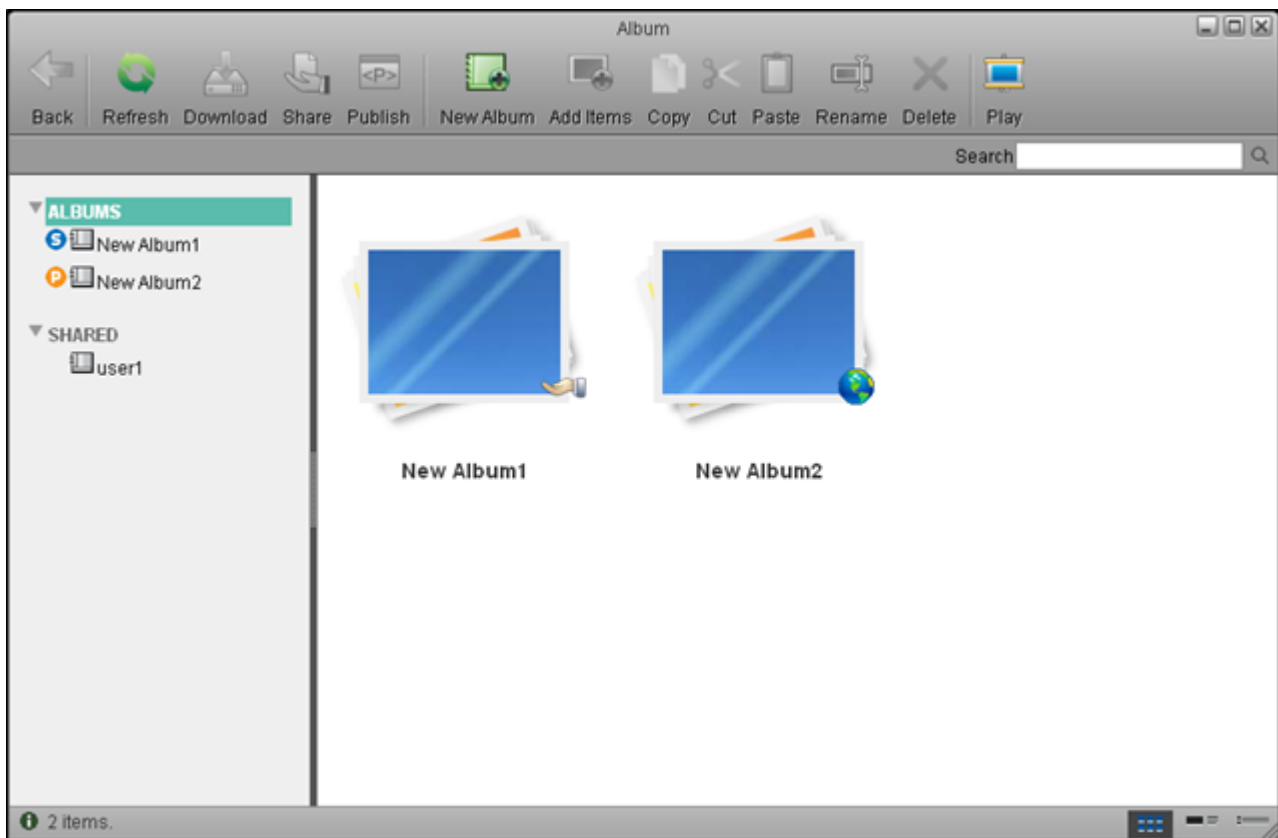 Album
<P>
Back Refresh Download Share Publish New Album Add Items Copy Cut Paste Rename Delete Play
Search
ALBUMS
S New Album1
P New Album2
SHARED
user1
New Album1 New Album2
2 items.